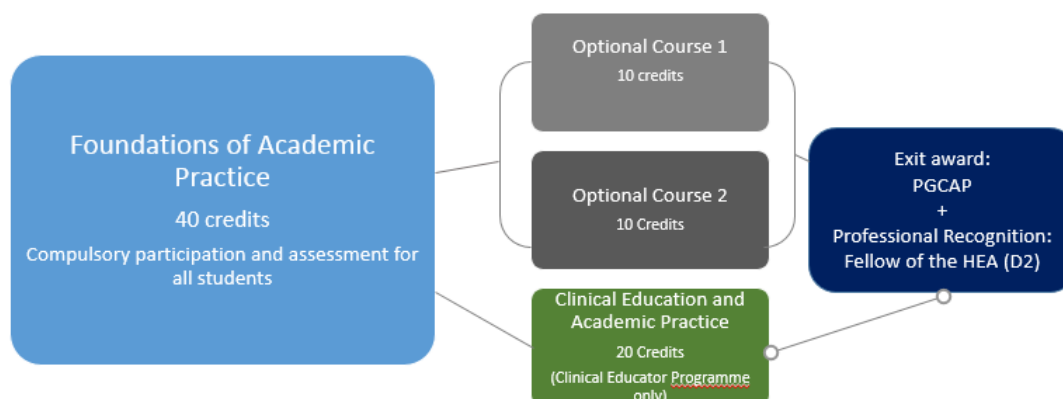 Foundations of Academic
Practice
40 credits
Compulsory participation and assessment for
all students
Optional Course 1
10 credits
Optional Course 2
10 Credits
Clinical Education and
Academic Practice
20 Credits
(Clinical Educator Programme
only)
Exit award:
PGCAP
+
Professional Recognition:
Fellow of the HEA (D2)